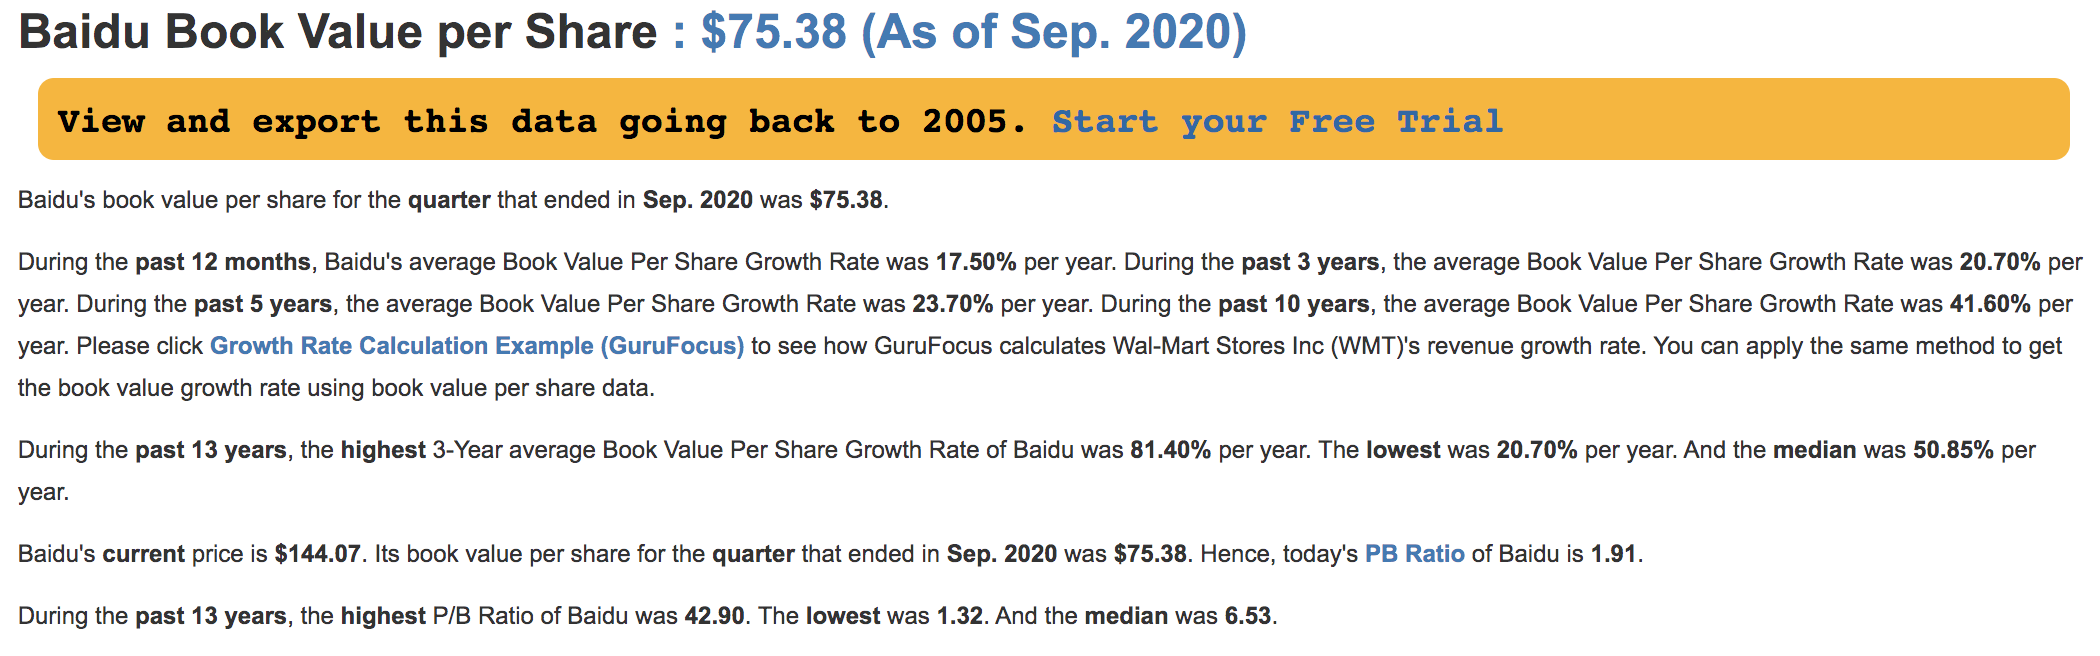 Baidu Book Value per Share : $75.38 (As of Sep. 2020)
View and export this data going back to 2005. Start your Free Trial
Baidu's book value per share for the quarter that ended in Sep. 2020 was $75.38.
During the past 12 months, Baidu's average Book Value Per Share Growth Rate was 17.50% per year. During the past 3 years, the average Book Value Per Share Growth Rate was 20.70% per
year. During the past 5 years, the average Book Value Per Share Growth Rate was 23.70% per year. During the past 10 years, the average Book Value Per Share Growth Rate was 41.60% per
year. Please click Growth Rate Calculation Example (GuruFocus) to see how GuruFocus calculates Wal-Mart Stores Inc (WMT)'s revenue growth rate. You can apply the same method to get
the book value growth rate using book value per share data.
During the past 13 years, the highest 3-Year average Book Value Per Share Growth Rate of Baidu was 81.40% per year. The lowest was 20.70% per year. And the median was 50.85% per
year.
Baidu's current price is $144.07. Its book value per share for the quarter that ended in Sep. 2020 was $75.38. Hence, today's PB Ratio of Baidu is 1.91.
During the past 13 years, the highest P/B Ratio of Baidu was 42.90. The lowest was 1.32. And the median was 6.53.